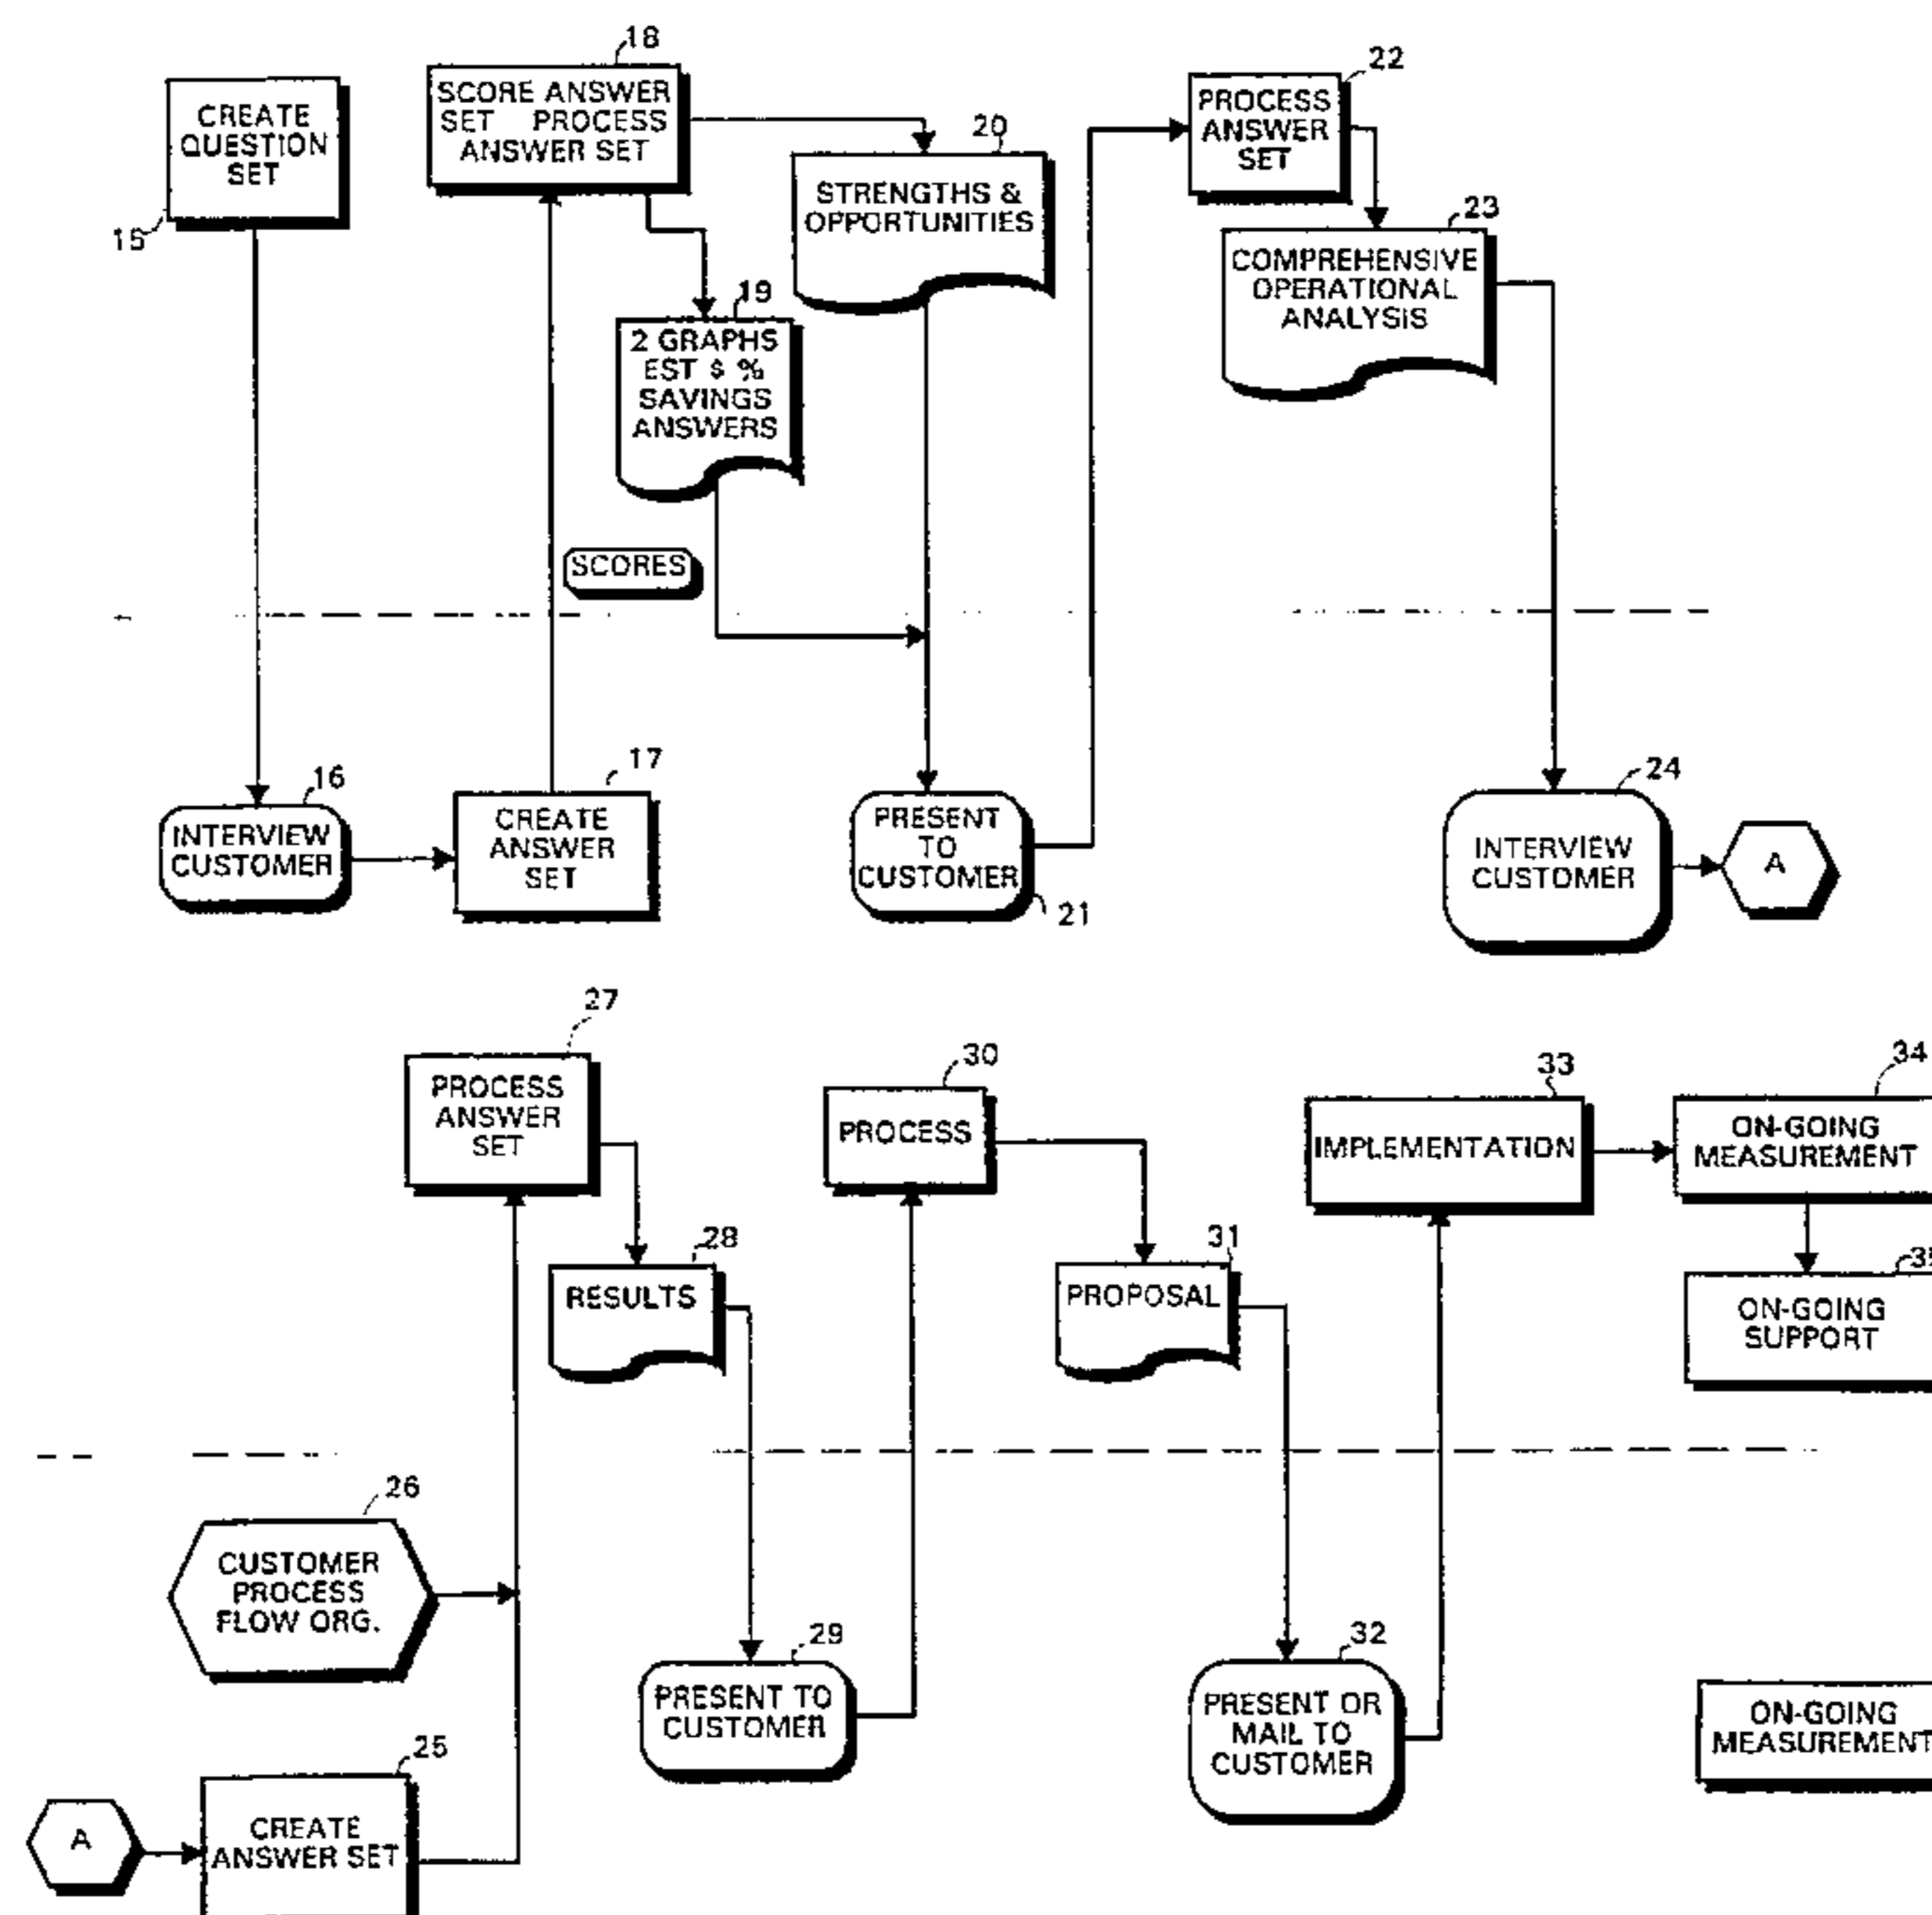 18
CREATE
QUESTION
SET
15
SCORE ANSWER
SET PROCESS
ANSWER SET
20
STRENGTHS &
OPPORTUNITIES
22
PROCESS
ANSWER
SET
23
COMPREHENSIVE
OPERATIONAL
ANALYSIS
19
2 GRAPHS
EST $ %
SAVINGS
ANSWERS
SCORES
16
INTERVIEW
CUSTOMER
17
CREATE
ANSWER
SET
PRESENT
TO
CUSTOMER
21
24
INTERVIEW
CUSTOMER
A
27
PROCESS
ANSWER
SET
28
RESULTS
30
PROCESS
31
PROPOSAL
33
IMPLEMENTATION
34
ON-GOING
MEASUREMENT
ON-GOING
SUPPORT
26
CUSTOMER
PROCESS
FLOW ORG.
29
PRESENT TO
CUSTOMER
32
PRESENT OR
MAIL TO
CUSTOMER
ON-GOING
MEASUREMENT
25
A
CREATE
ANSWER SET